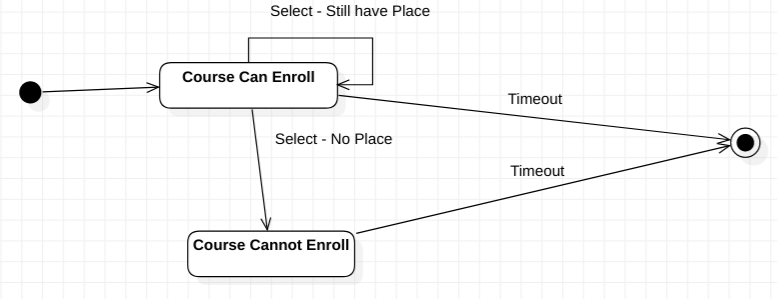 Select - Still have Place
Course Can Enroll
Timeout
Select - No Place
Timeout
Course Cannot Enroll